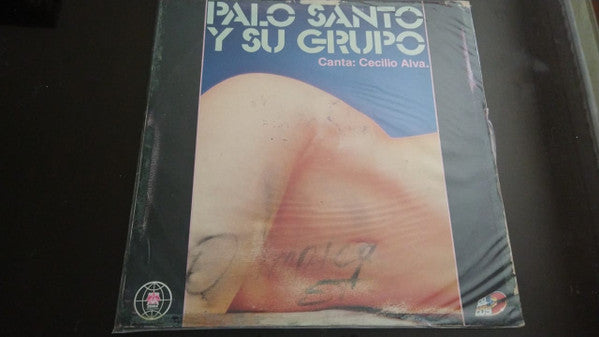 PALO SANTO
Y SU GRUPO
Canta: Cecilio Alva.